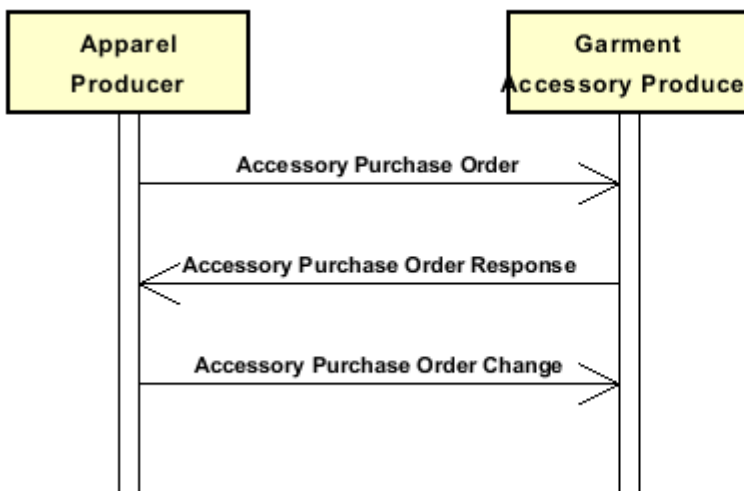 Apparel
Producer
Garment
Accessory Produce
Accessory Purchase Order
Accessory Purchase Order Response
Accessory Purchase Order Change